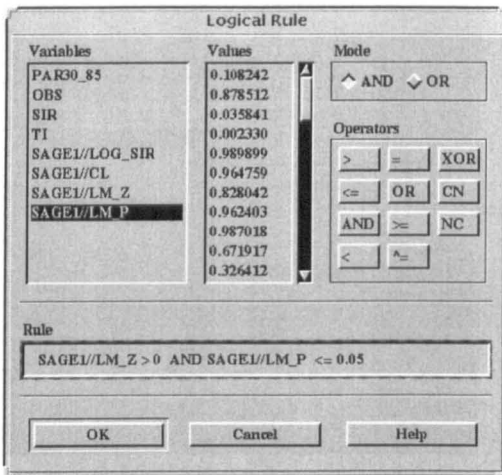 Logical Rule
Variables
PAR30_85
OBS
SIR
TI
SAGE1//LOG_SIR
SAGE1//CL
SAGE1//LM_Z
SAGE1//LM_P
Values
0.108242
0.878512
0.035841
0.002330
0.989899
0.964759
0.828042
0.962403
0.987018
0.671917
0.326412
Mode
AND OR
Operators
> = XOR
<= OR CN
AND >= NC
< ^=
Rule
SAGE1//LM_Z > 0 AND SAGE1//LM_P <= 0.05
OK Cancel Help